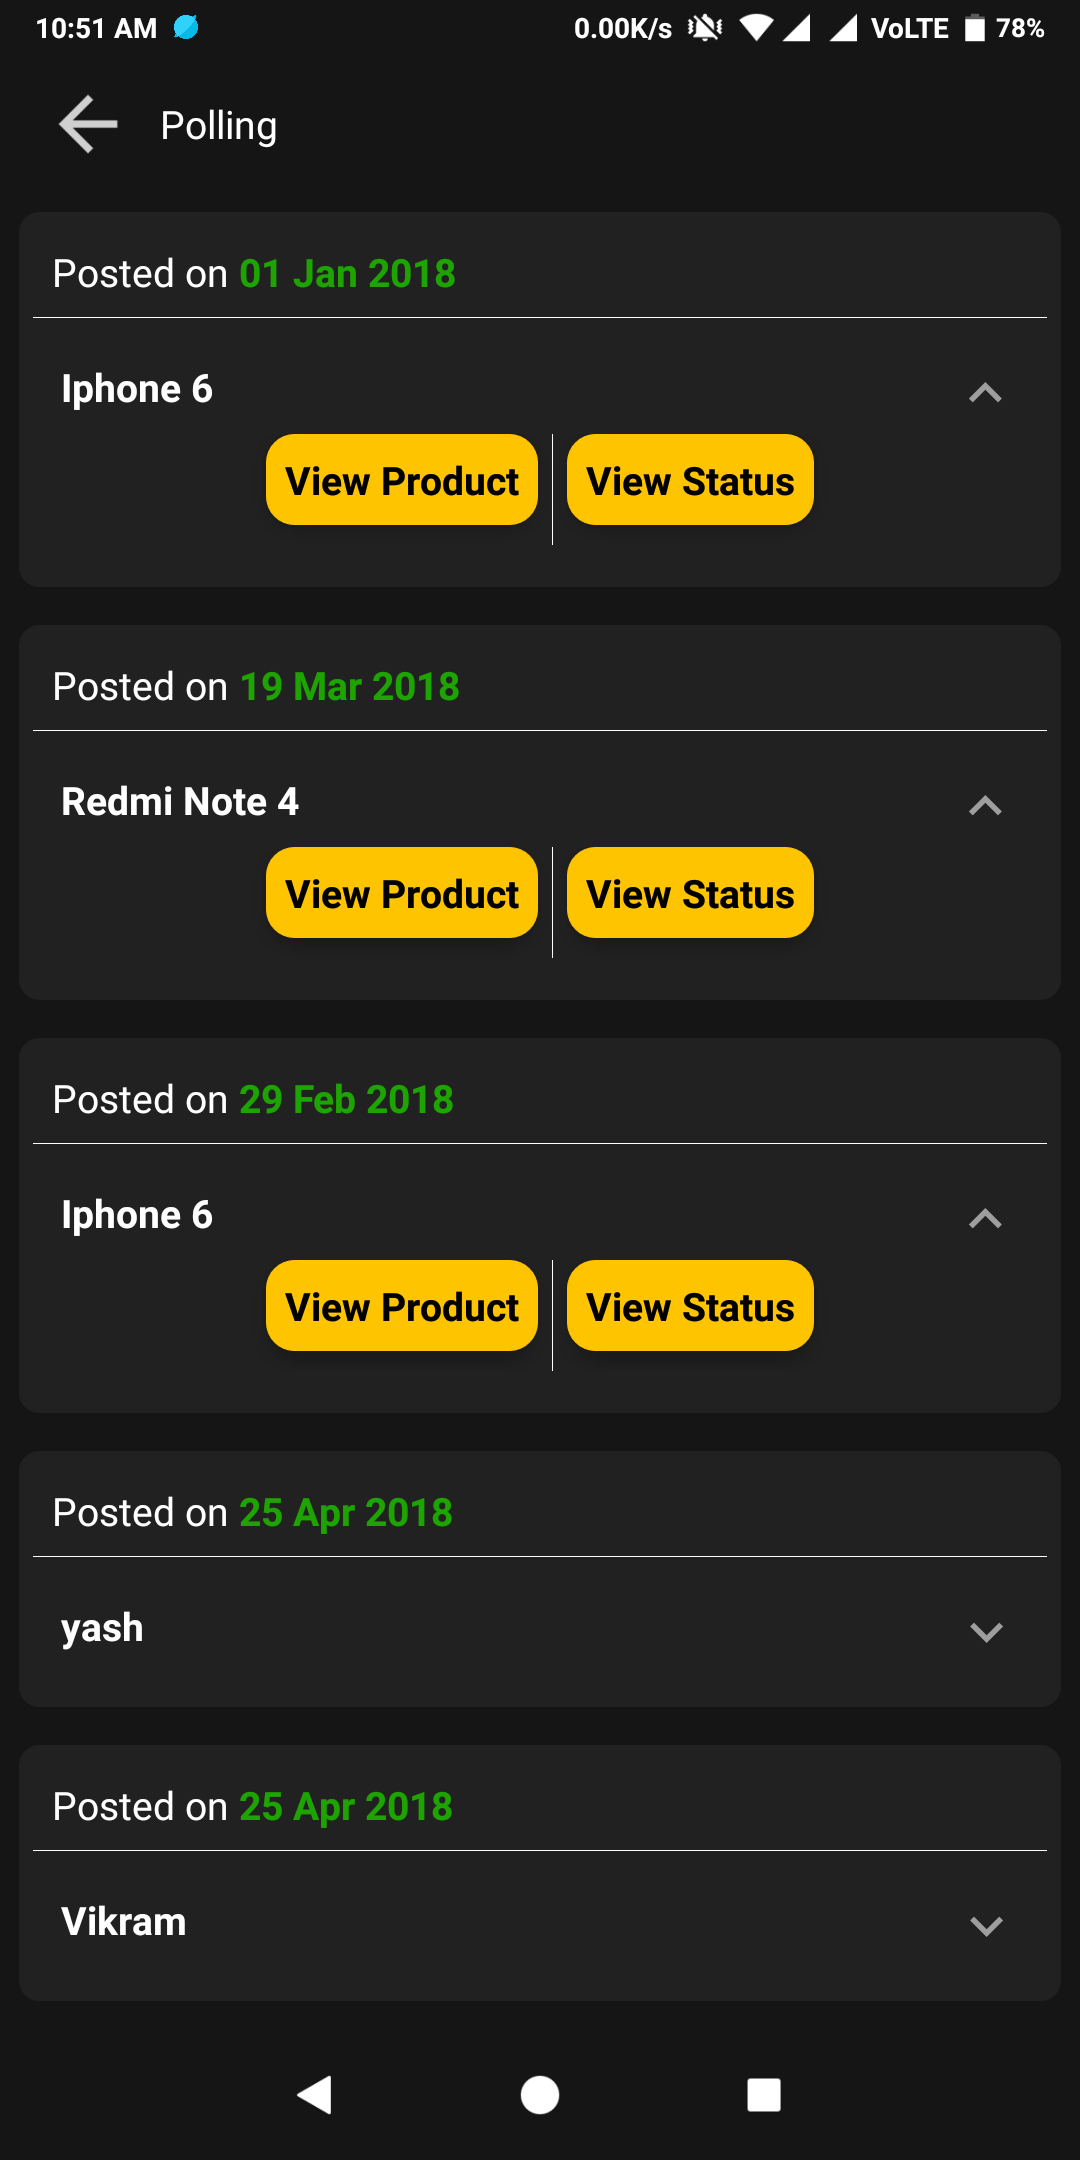 10:51 AM 0.00K/s VoLTE 78%
Polling
Posted on 01 Jan 2018
Iphone 6
View Product View Status
Posted on 19 Mar 2018
Redmi Note 4
View Product View Status
Posted on 29 Feb 2018
Iphone 6
View Product View Status
Posted on 25 Apr 2018
yash
Posted on 25 Apr 2018
Vikram